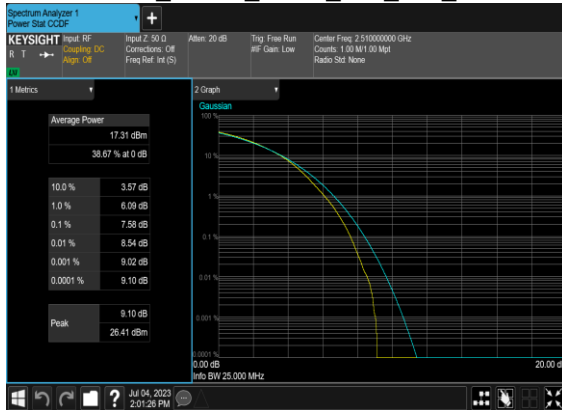 Spectrum Analyzer 1
Power Stat CCDF
+
KEYSIGHT
R T
LXI
Input: RF
Coupling: DC
Align: Off
Input Z: 50 Ω
Corrections: Off
Freq Ref: Int (S)
Atten: 20 dB
Trig: Free Run
#IF Gain: Low
Center Freq: 2.510000000 GHz
Counts: 1.00 M/1.00 Mpt
Radio Std: None
1 Metrics
Average Power
17.31 dBm
38.67 % at 0 dB
10.0 % 3.57 dB
1.0 % 6.09 dB
0.1 % 7.58 dB
0.01 % 8.54 dB
0.001 % 9.02 dB
0.0001 % 9.10 dB
Peak
9.10 dB
26.41 dBm
2 Graph
Gaussian
100 %
10 %
1 %
0.1 %
0.01 %
0.001 %
0.0001 %
0.00 dB 20.00 d
Info BW 25.000 MHz
?
Jul 04, 2023
2:01:26 PM